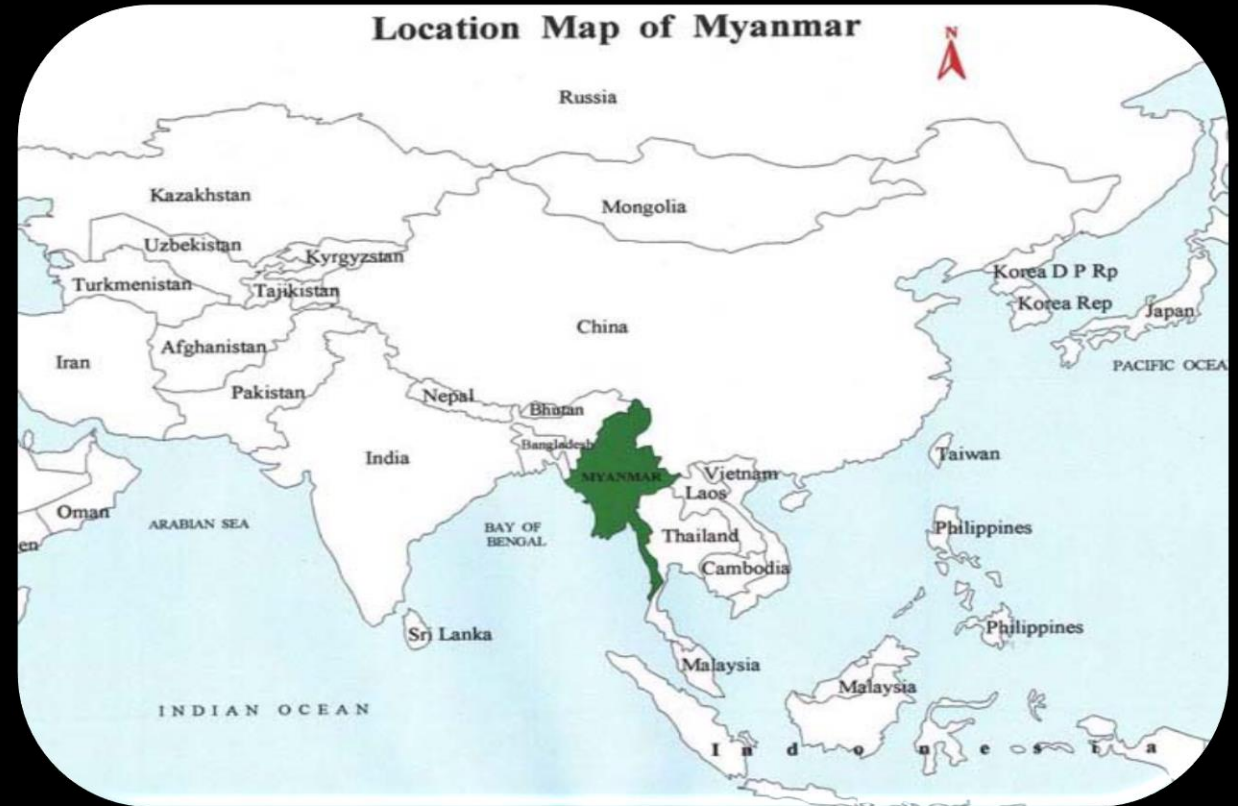 Location Map of Myanmar
N
Russia
Kazakhstan
Mongolia
Uzbekistan
Kyrgyzstan
Turkmenistan
Tajikistan
Korea D P Rp
Korea Rep
Japan
China
Afghanistan
Iran
PACIFIC OCEA
Pakistan
Nepal
Bhutan
Bangladesh
India
Taiwan
MYANMAR
Vietnam
Laos
Oman
ARABIAN SEA
BAY OF
BENGAL
Thailand
Philippines
en
Cambodia
Sri Lanka
Philippines
Malaysia
Malaysia
INDIAN OCEAN
Indonesia